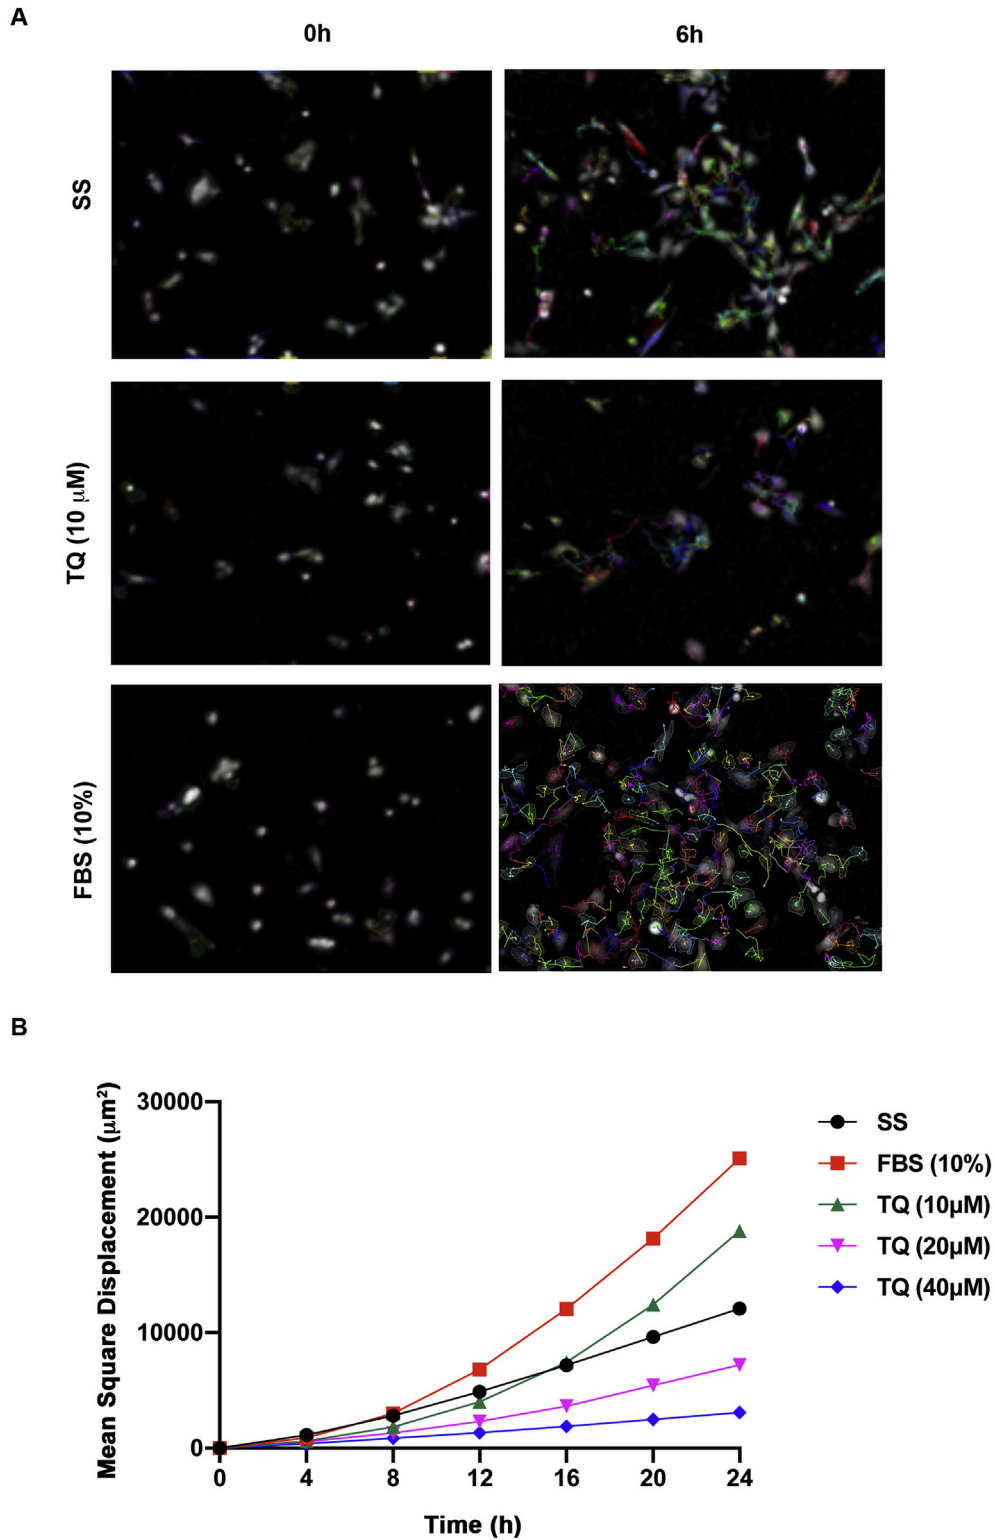 A
0h 6h
SS
TQ (10 μM)
FBS (10%)
B
Mean Square Displacement (μm²)
30000
20000
10000
0
0 4 8 12 16 20 24
Time (h)
SS
FBS (10%)
TQ (10μM)
TQ (20μM)
TQ (40μM)